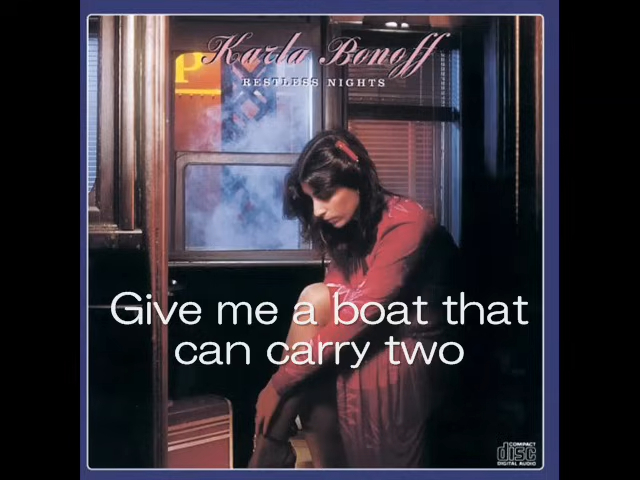 Karla Bonoff
RESTLESS NIGHTS
P
Give me a boat that
can carry two
COMPACT
disc
DIGITAL AUDIO